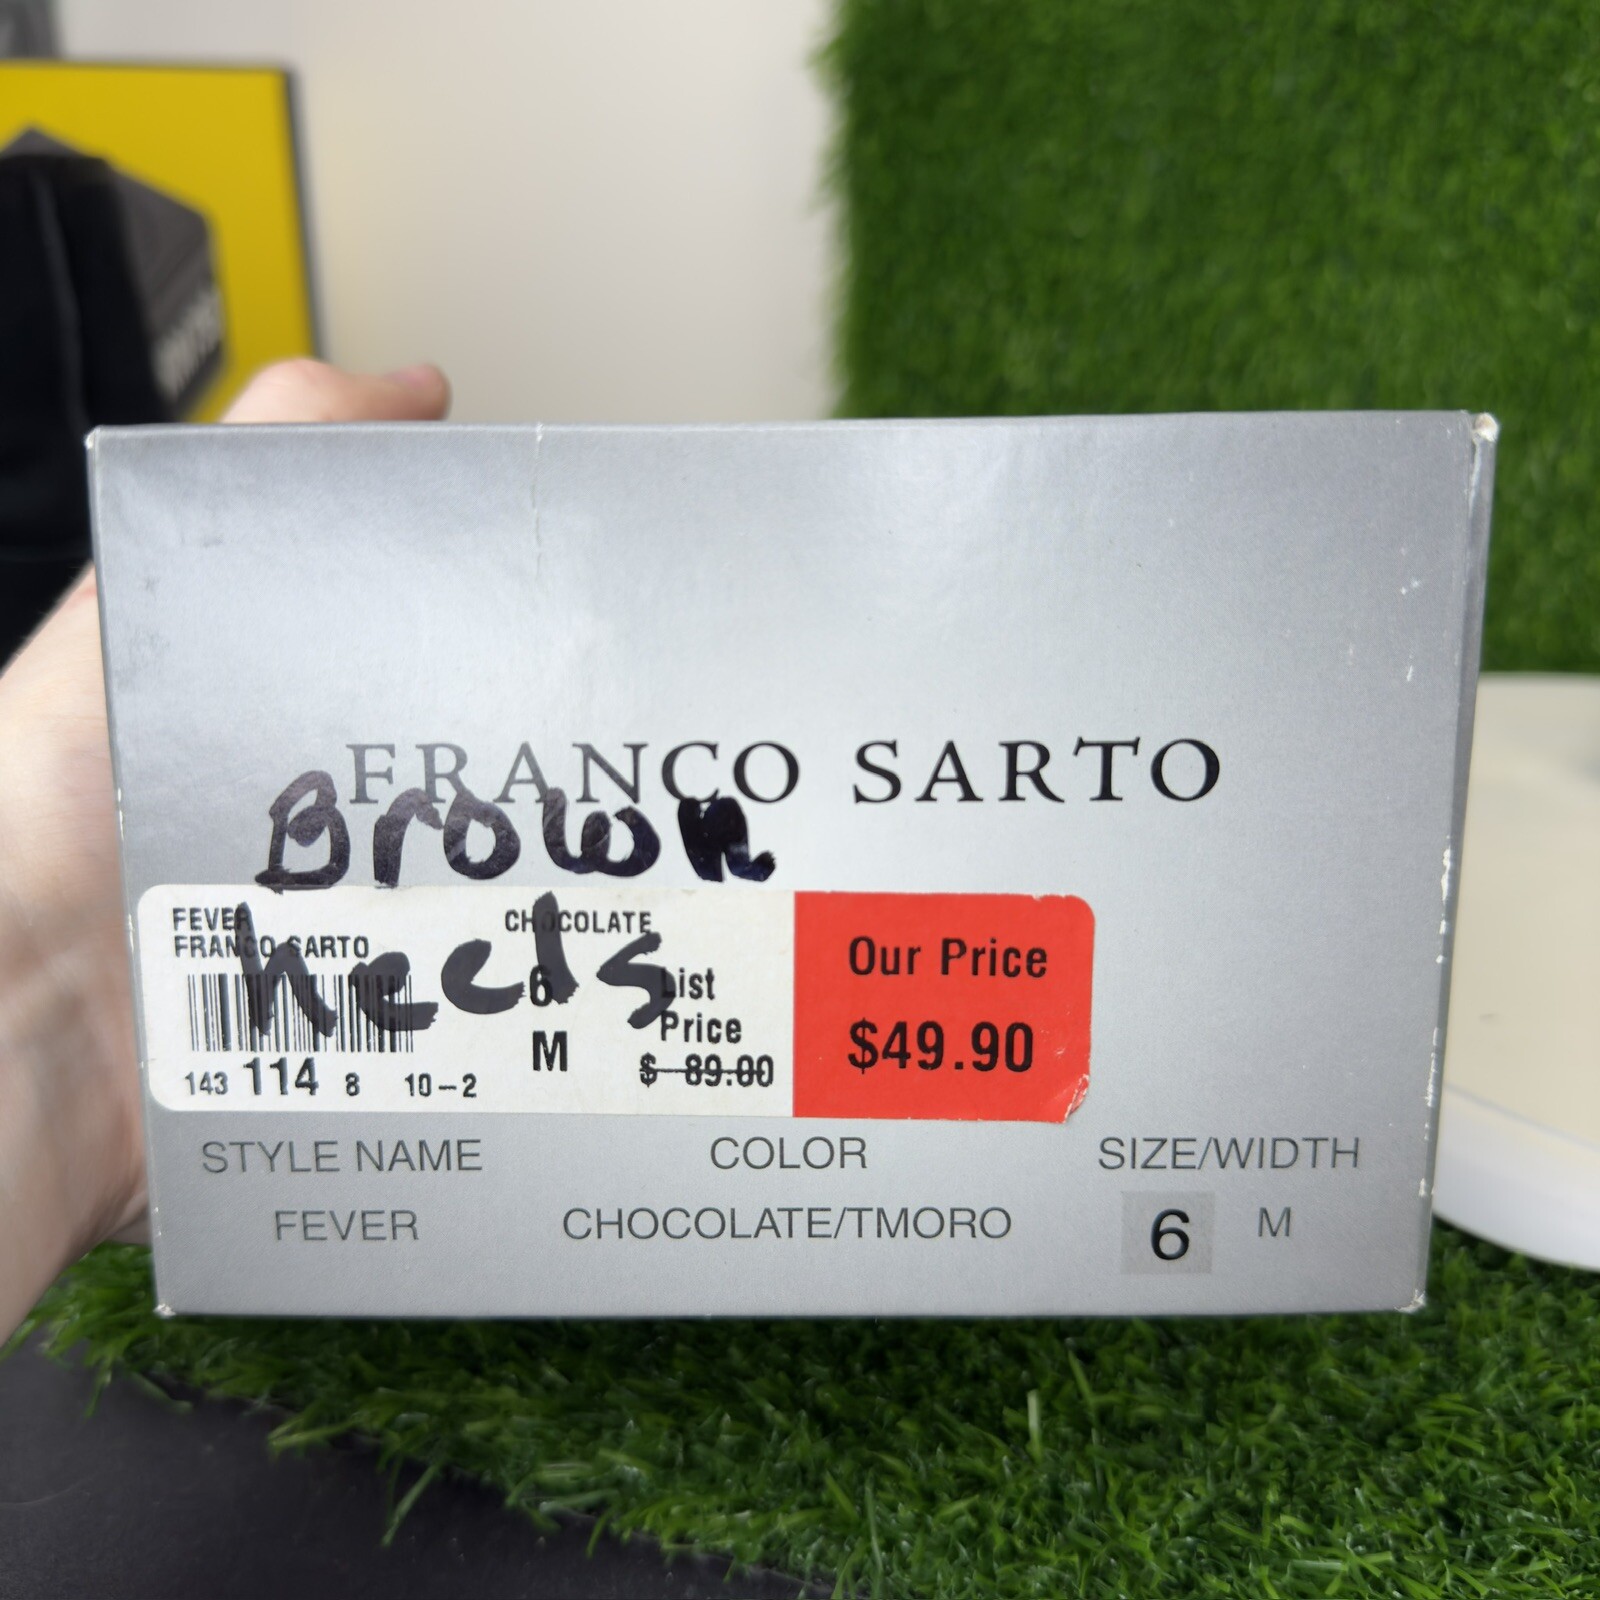 FRANCO SARTO
Brown
heels
FEVER CHOCOLATE
FRANCO SARTO
6 List
M Price
$ 89.00
143 114 8 10-2
Our Price
$49.90
STYLE NAME COLOR SIZE/WIDTH
FEVER CHOCOLATE/TMORO 6 M